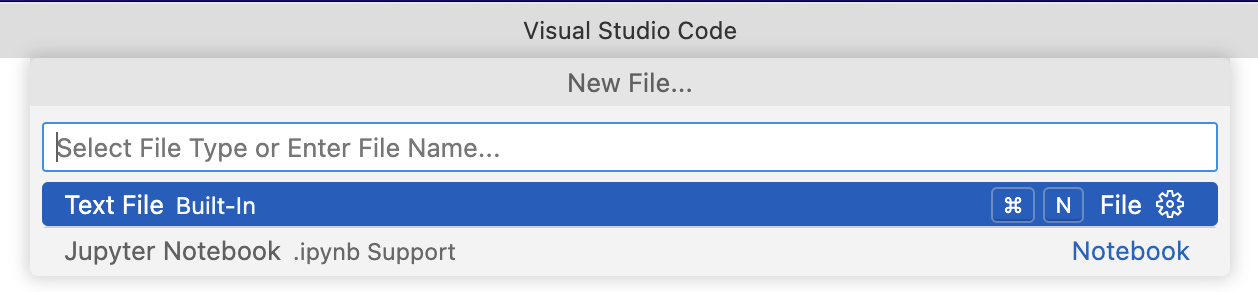 Visual Studio Code
New File...
Select File Type or Enter File Name...
Text File Built-In ⌘ N File
Jupyter Notebook .ipynb Support Notebook